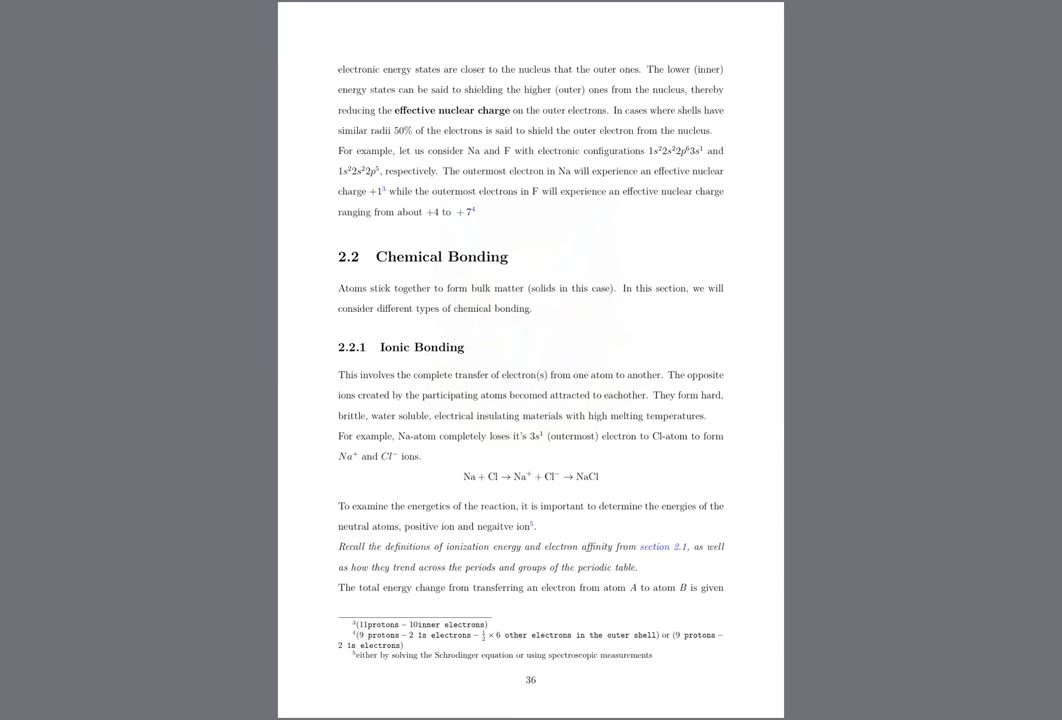 electronic energy states are closer to the nucleus that the outer ones. The lower (inner)
energy states can be said to shielding the higher (outer) ones from the nucleus, thereby
reducing the effective nuclear charge on the outer electrons. In cases where shells have
similar radii 50% of the electrons is said to shield the outer electron from the nucleus.
For example, let us consider Na and F with electronic configurations 1s²2s²2p⁶3s¹ and
1s²2s²2p⁵, respectively. The outermost electron in Na will experience an effective nuclear
charge +1³ while the outermost electrons in F will experience an effective nuclear charge
ranging from about +4 to + 7⁴
2.2 Chemical Bonding
Atoms stick together to form bulk matter (solids in this case). In this section, we will
consider different types of chemical bonding.
2.2.1 Ionic Bonding
This involves the complete transfer of electron(s) from one atom to another. The opposite
ions created by the participating atoms becomed attracted to eachother. They form hard,
brittle, water soluble, electrical insulating materials with high melting temperatures.
For example, Na-atom completely loses it's 3s¹ (outermost) electron to Cl-atom to form
Na⁺ and Cl⁻ ions.
Na + Cl → Na⁺ + Cl⁻ → NaCl
To examine the energetics of the reaction, it is important to determine the energies of the
neutral atoms, positive ion and negaitve ion⁵.
Recall the definitions of ionization energy and electron affinity from section 2.1, as well
as how they trend across the periods and groups of the periodic table.
The total energy change from transferring an electron from atom A to atom B is given
³(11protons − 10inner electrons)
⁴(9 protons − 2 1s electrons − ½ × 6 other electrons in the outer shell) or (9 protons −
2 1s electrons)
⁵either by solving the Schrodinger equation or using spectroscopic measurements
36